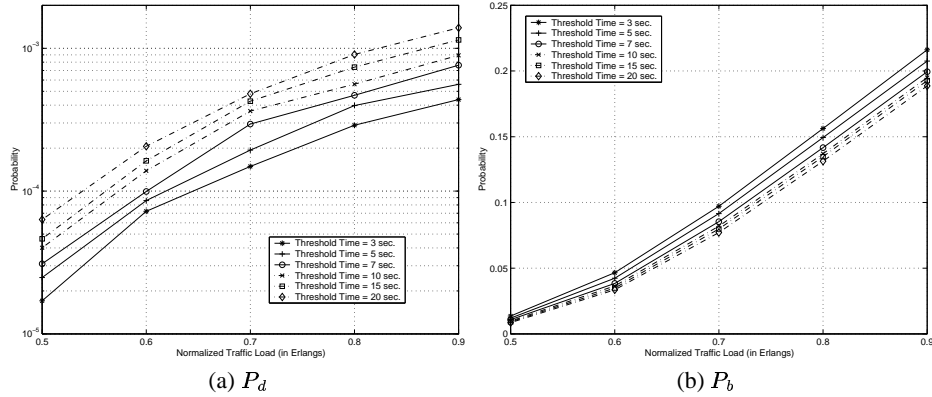 10⁻³
10⁻⁴
10⁻⁵
Probability
Threshold Time = 3 sec.
Threshold Time = 5 sec.
Threshold Time = 7 sec.
Threshold Time = 10 sec.
Threshold Time = 15 sec.
Threshold Time = 20 sec.
0.5 0.6 0.7 0.8 0.9
Normalized Traffic Load (in Erlangs)
(a) P_d
0.25
0.2
0.15
0.1
0.05
0
Probability
Threshold Time = 3 sec.
Threshold Time = 5 sec.
Threshold Time = 7 sec.
Threshold Time = 10 sec.
Threshold Time = 15 sec.
Threshold Time = 20 sec.
0.5 0.6 0.7 0.8 0.9
Normalized Traffic Load (in Erlangs)
(b) P_b